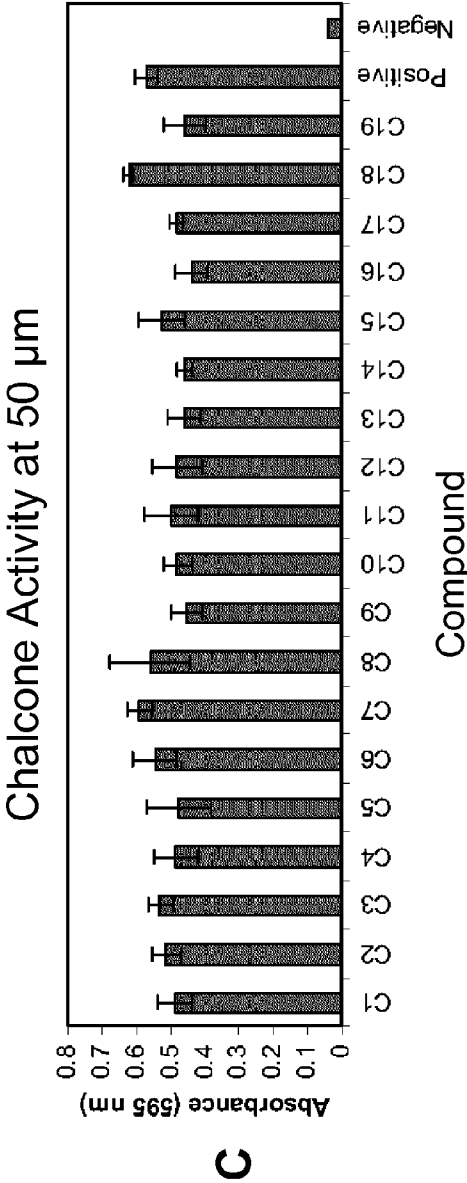 C
Chalcone Activity at 50 μm
Absorbance (595 nm)
0.8
0.7
0.6
0.5
0.4
0.3
0.2
0.1
0
C1 C2 C3 C4 C5 C6 C7 C8 C9 C10 C11 C12 C13 C14 C15 C16 C17 C18 C19 Positive Negative
Compound